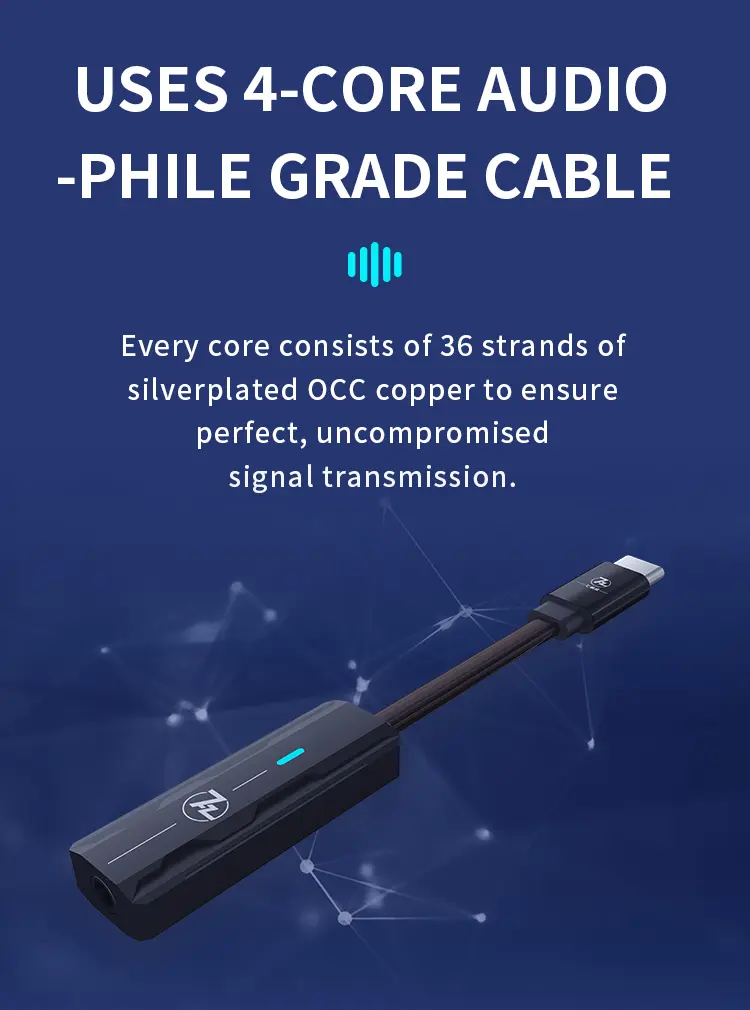 USES 4-CORE AUDIO
-PHILE GRADE CABLE
Every core consists of 36 strands of
silverplated OCC copper to ensure
perfect, uncompromised
signal transmission.